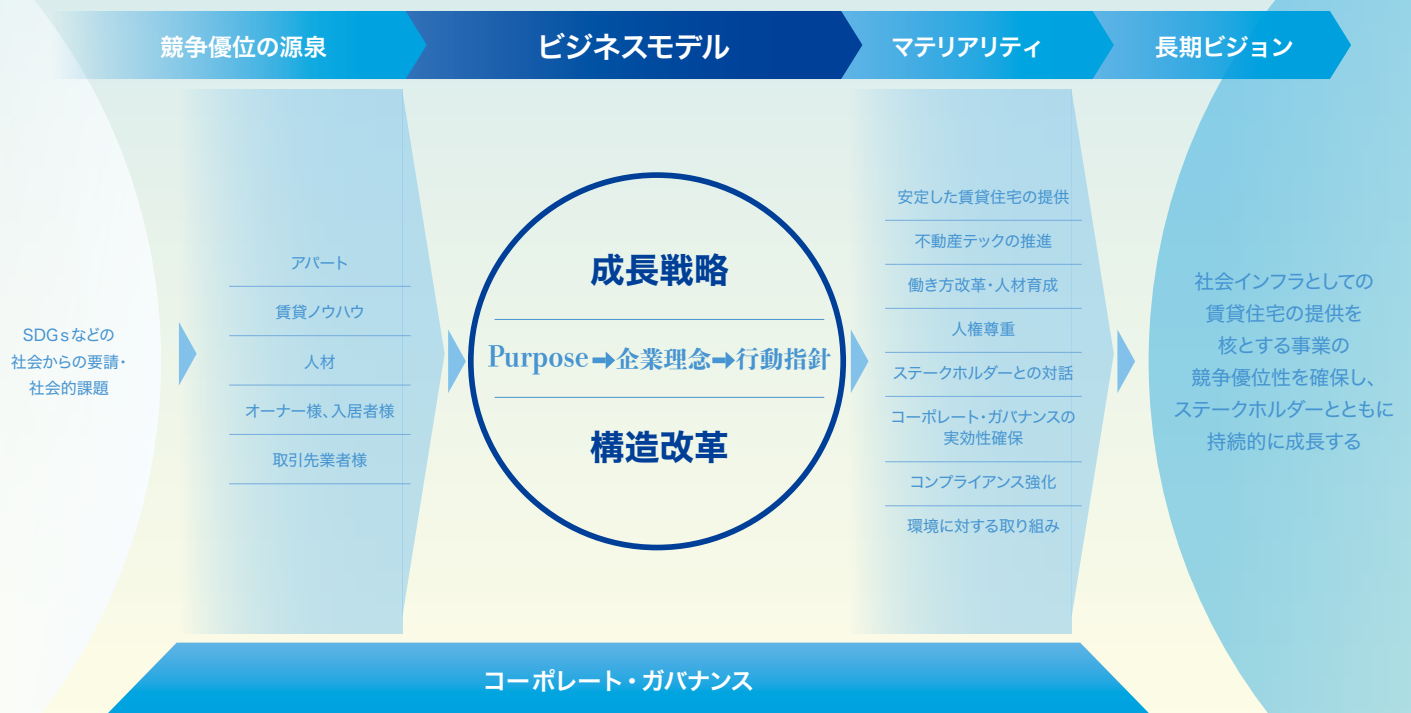 競争優位の源泉
ビジネスモデル
マテリアリティ
長期ビジョン
SDGsなどの
社会からの要請・
社会的課題
アパート
賃貸ノウハウ
人材
オーナー様、入居者様
取引先業者様
成長戦略
Purpose➡企業理念➡行動指針
構造改革
安定した賃貸住宅の提供
不動産テックの推進
働き方改革・人材育成
人権尊重
ステークホルダーとの対話
コーポレート・ガバナンスの
実効性確保
コンプライアンス強化
環境に対する取り組み
社会インフラとしての
賃貸住宅の提供を
核とする事業の
競争優位性を確保し、
ステークホルダーとともに
持続的に成長する
コーポレート・ガバナンス